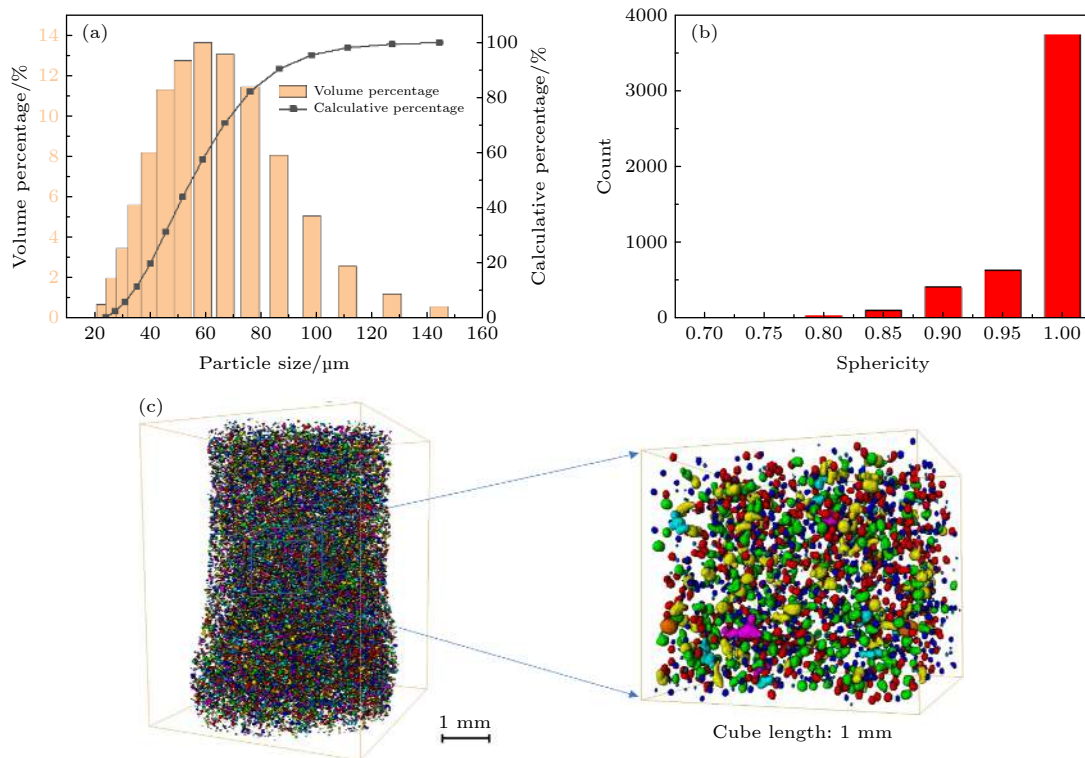 (a)
Volume percentage/%
14
12
10
8
6
4
2
0
Volume percentage
Calculative percentage
100
80
60
40
20
0
Calculative percentage/%
20 40 60 80 100 120 140 160
Particle size/μm
(b)
Count
4000
3000
2000
1000
0
0.70 0.75 0.80 0.85 0.90 0.95 1.00
Sphericity
(c)
1 mm
Cube length: 1 mm